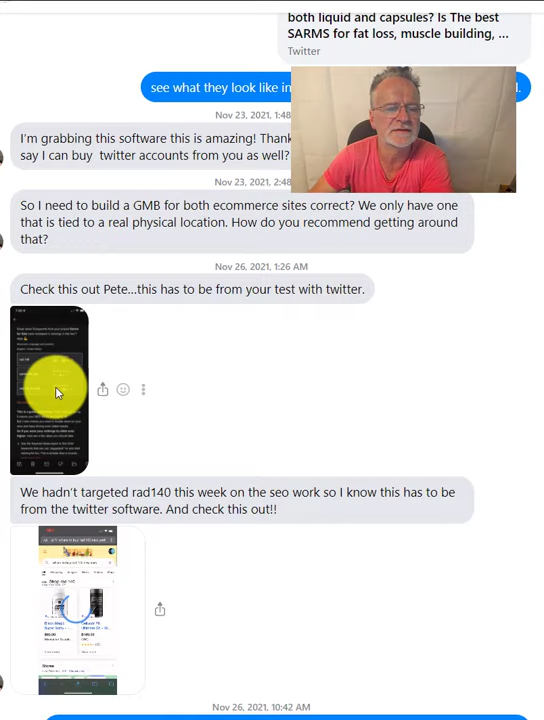 both liquid and capsules? Is The best
SARMS for fat loss, muscle building, ...
Twitter
see what they look like in
Nov 23, 2021, 1:48
I'm grabbing this software this is amazing! Thank
say I can buy twitter accounts from you as well?
Nov 23, 2021, 2:48
So I need to build a GMB for both ecommerce sites correct? We only have one
that is tied to a real physical location. How do you recommend getting around
that?
Nov 26, 2021, 1:26 AM
Check this out Pete...this has to be from your test with twitter.
We hadn't targeted rad140 this week on the seo work so I know this has to be
from the twitter software. And check this out!!
Nov 26, 2021, 10:42 AM